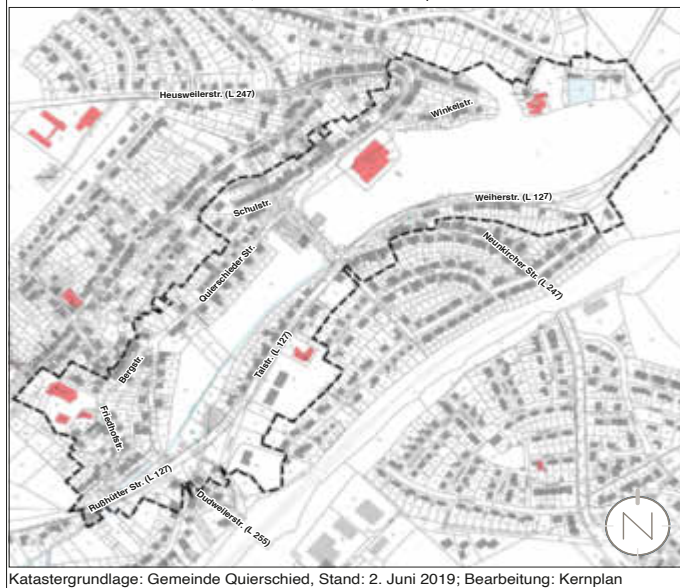 Heusweilerstr. (L 247)
Winkelstr.
Weiherstr. (L 127)
Schulstr.
Neunkircher Str. (L 247)
Quierschieder Str.
Talstr. (L 127)
Bergstr.
Friedhofstr.
Rußhütter Str. (L 127)
Dudweilerstr. (L 255)
N
Katastergrundlage: Gemeinde Quierschied, Stand: 2. Juni 2019; Bearbeitung: Kernplan